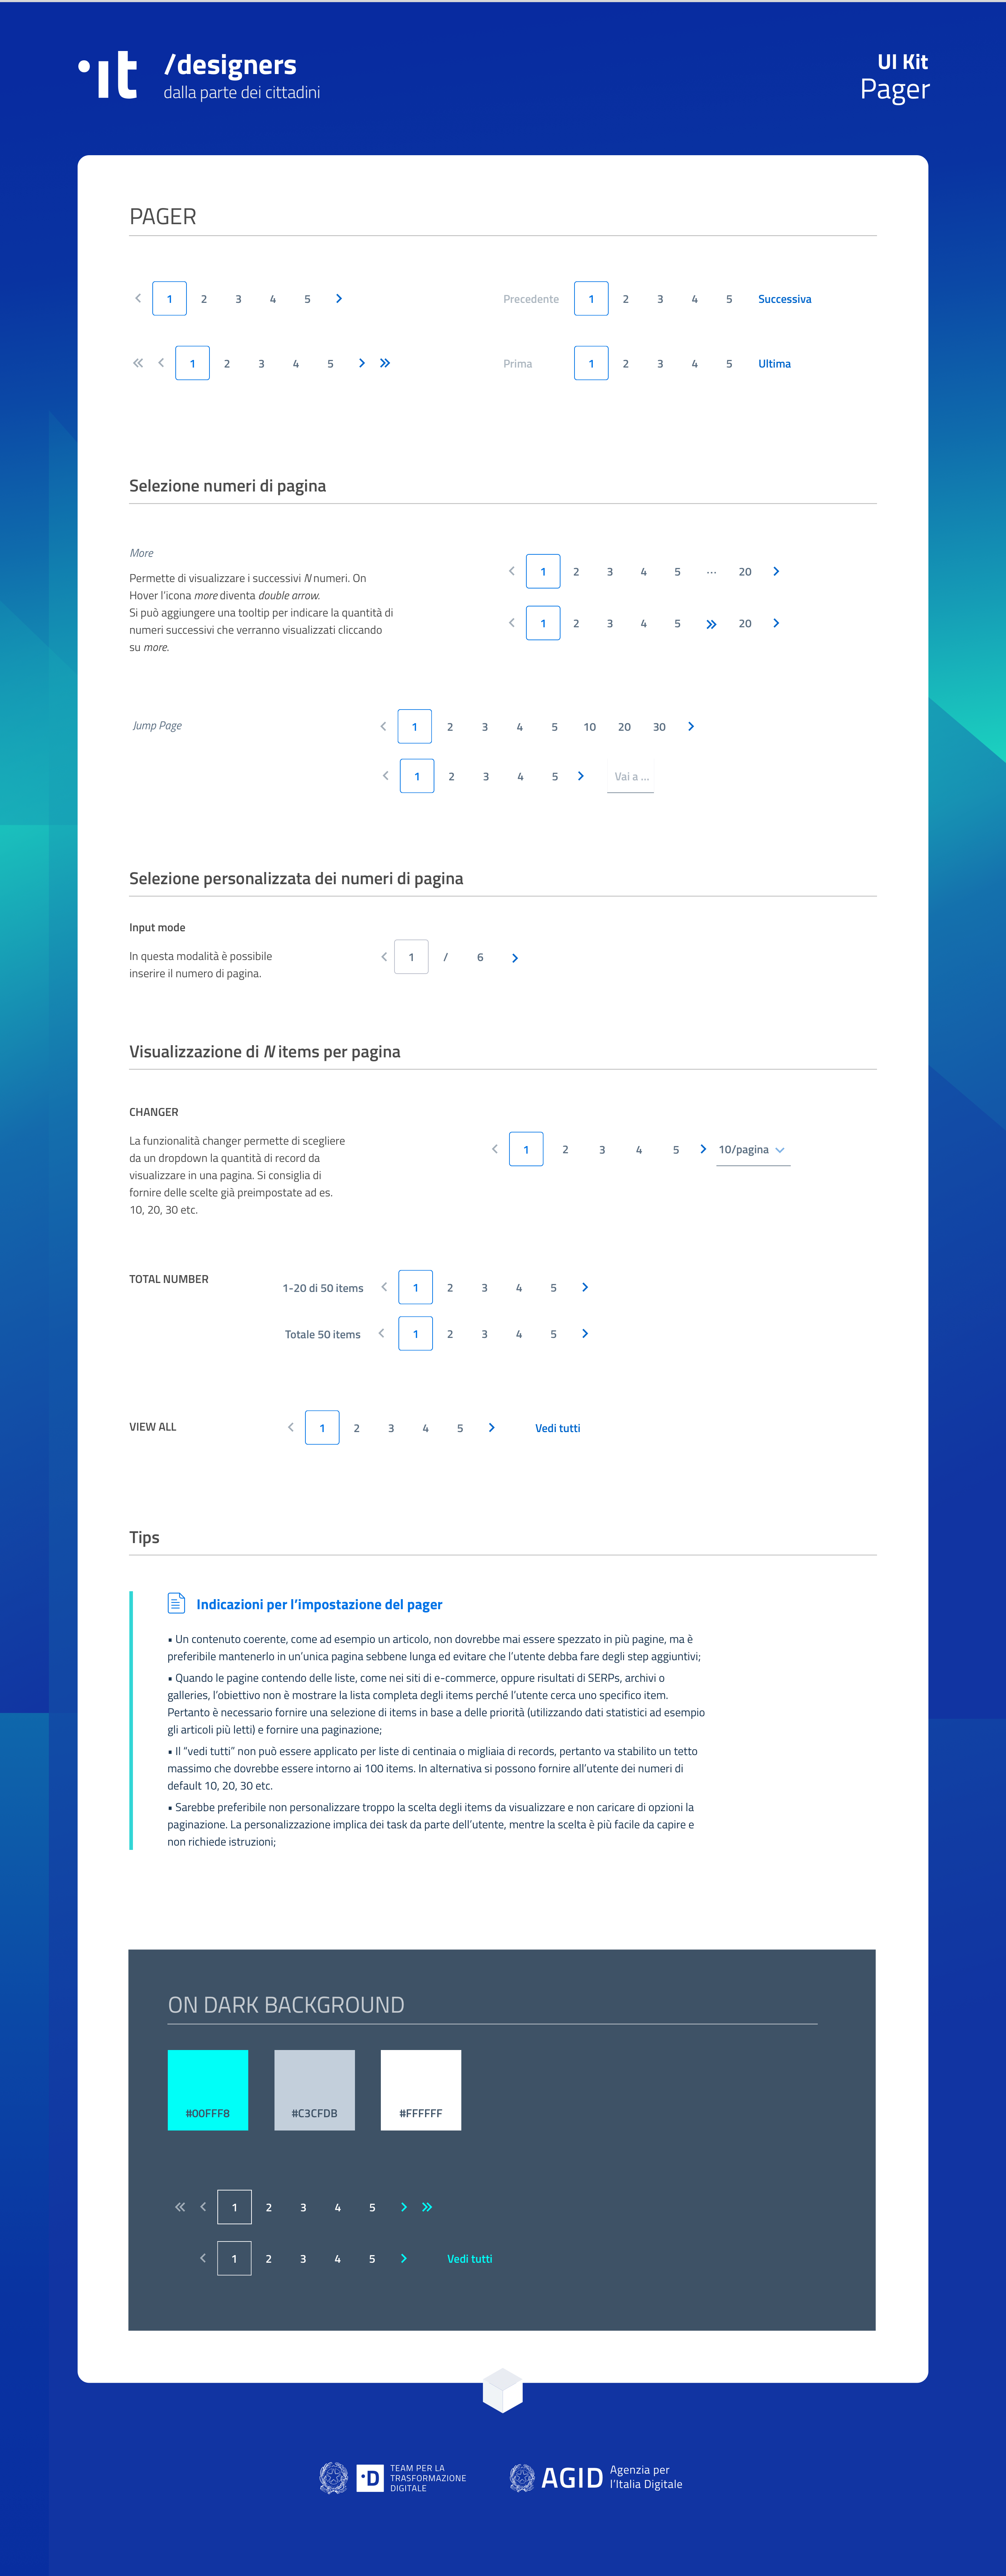 it
/designers
dalla parte dei cittadini
UI Kit
Pager
PAGER
1 2 3 4 5
Precedente 1 2 3 4 5 Successiva
1 2 3 4 5
Prima 1 2 3 4 5 Ultima
Selezione numeri di pagina
More
Permette di visualizzare i successivi N numeri. On
Hover l’icona more diventa double arrow.
Si può aggiungere una tooltip per indicare la quantità di
numeri successivi che verranno visualizzati cliccando
su more.
1 2 3 4 5 ... 20
1 2 3 4 5 20
Jump Page
1 2 3 4 5 10 20 30
1 2 3 4 5 Vai a ...
Selezione personalizzata dei numeri di pagina
Input mode
In questa modalità è possibile
inserire il numero di pagina.
1 / 6
Visualizzazione di N items per pagina
CHANGER
La funzionalità changer permette di scegliere
da un dropdown la quantità di record da
visualizzare in una pagina. Si consiglia di
fornire delle scelte già preimpostate ad es.
10, 20, 30 etc.
1 2 3 4 5 10/pagina
TOTAL NUMBER
1-20 di 50 items 1 2 3 4 5
Totale 50 items 1 2 3 4 5
VIEW ALL
1 2 3 4 5 Vedi tutti
Tips
Indicazioni per l’impostazione del pager
▪ Un contenuto coerente, come ad esempio un articolo, non dovrebbe mai essere spezzato in più pagine, ma è
preferibile mantenerlo in un’unica pagina sebbene lunga ed evitare che l’utente debba fare degli step aggiuntivi;
▪ Quando le pagine contendo delle liste, come nei siti di e-commerce, oppure risultati di SERPs, archivi o
galleries, l’obiettivo non è mostrare la lista completa degli items perché l’utente cerca uno specifico item.
Pertanto è necessario fornire una selezione di items in base a delle priorità (utilizzando dati statistici ad esempio
gli articoli più letti) e fornire una paginazione;
▪ Il “vedi tutti” non può essere applicato per liste di centinaia o migliaia di records, pertanto va stabilito un tetto
massimo che dovrebbe essere intorno ai 100 items. In alternativa si possono fornire all’utente dei numeri di
default 10, 20, 30 etc.
▪ Sarebbe preferibile non personalizzare troppo la scelta degli items da visualizzare e non caricare di opzioni la
paginazione. La personalizzazione implica dei task da parte dell’utente, mentre la scelta è più facile da capire e
non richiede istruzioni;
ON DARK BACKGROUND
#00FFF8
#C3CFDB
#FFFFFF
1 2 3 4 5
1 2 3 4 5 Vedi tutti
D
TEAM PER LA
TRASFORMAZIONE
DIGITALE
AGID
Agenzia per
l’Italia Digitale